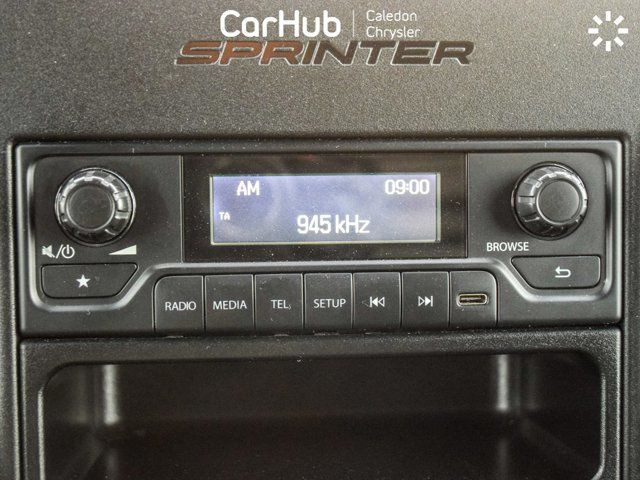 CarHub
Caledon
Chrysler
SPRINTER
AM 09:00
TA
945 kHz
BROWSE
RADIO MEDIA TEL SETUP